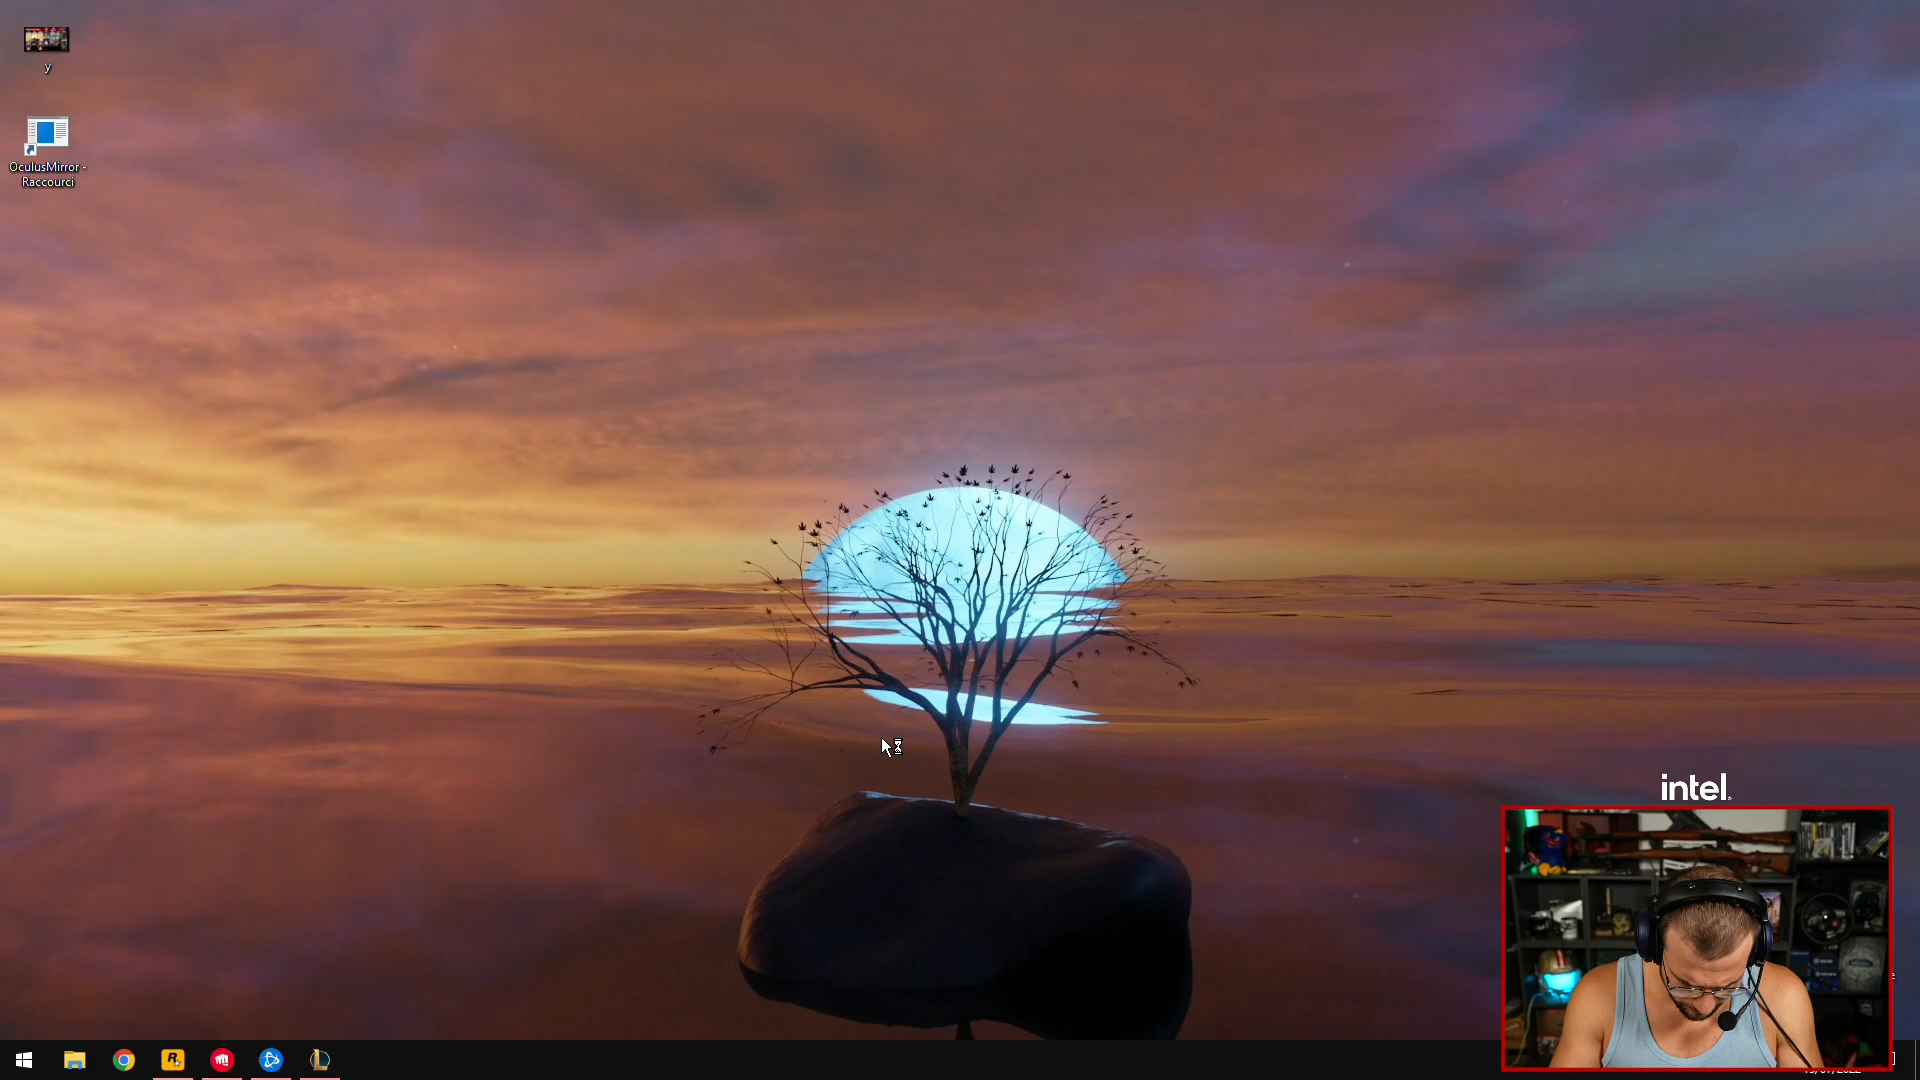 y
OculusMirror -
Raccourci
intel.